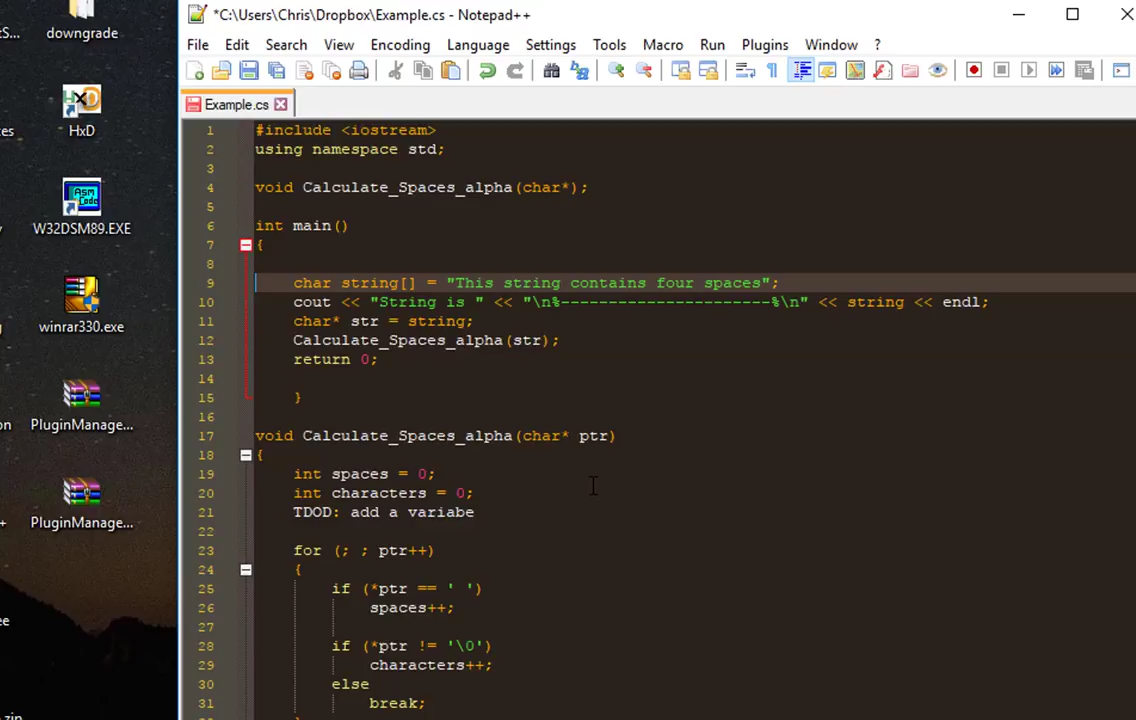 *C:\Users\Chris\Dropbox\Example.cs - Notepad++
File Edit Search View Encoding Language Settings Tools Macro Run Plugins Window ?
Example.cs
1 #include <iostream>
2 using namespace std;
3
4 void Calculate_Spaces_alpha(char*);
5
6 int main()
7 {
8
9 char string[] = "This string contains four spaces";
10 cout << "String is " << "\n%----------------------%\n" << string << endl;
11 char* str = string;
12 Calculate_Spaces_alpha(str);
13 return 0;
14
15 }
16
17 void Calculate_Spaces_alpha(char* ptr)
18 {
19 int spaces = 0;
20 int characters = 0;
21 TDOD: add a variabe
22
23 for (; ; ptr++)
24 {
25 if (*ptr == ' ')
26 spaces++;
27
28 if (*ptr != '\0')
29 characters++;
30 else
31 break;
downgrade
HxD
Asm Code
W32DSM89.EXE
winrar330.exe
PluginManage...
PluginManage...